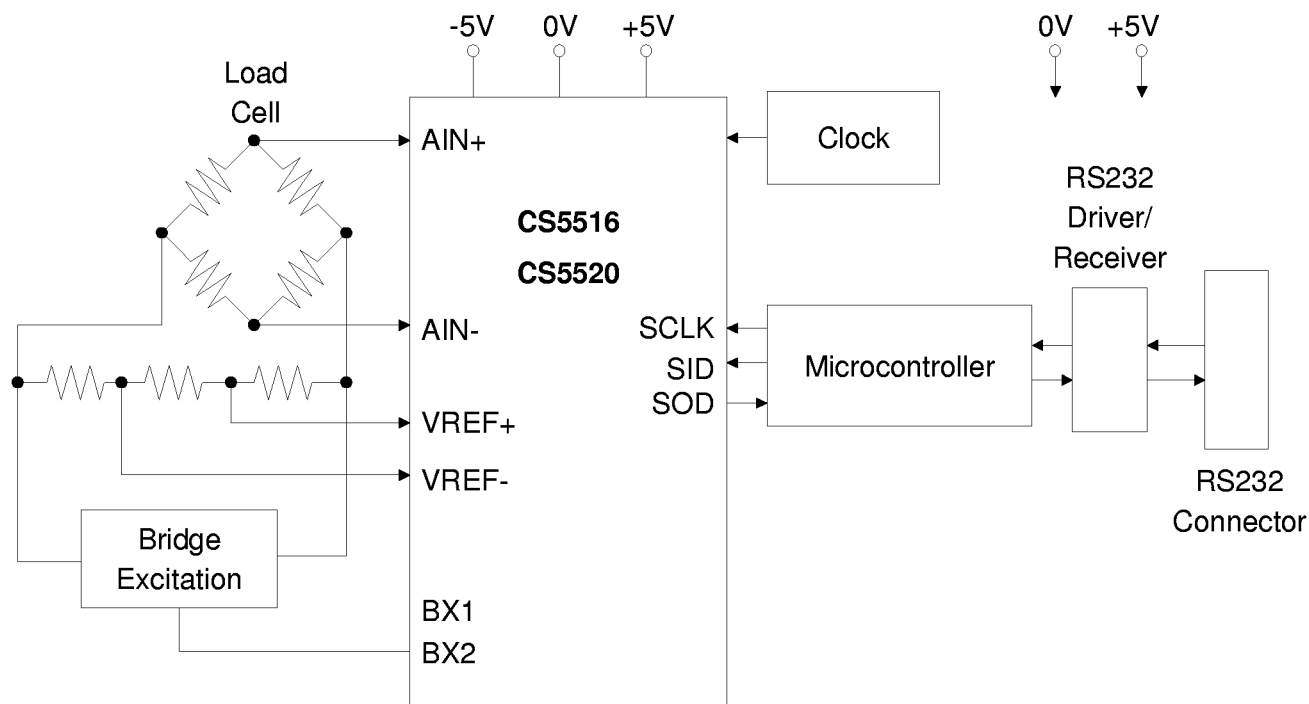 -5V
0V
+5V
0V
+5V
Load
Cell
AIN+
Clock
CS5516
CS5520
RS232
Driver/
Receiver
AIN-
SCLK
SID
SOD
Microcontroller
VREF+
VREF-
RS232
Connector
Bridge
Excitation
BX1
BX2